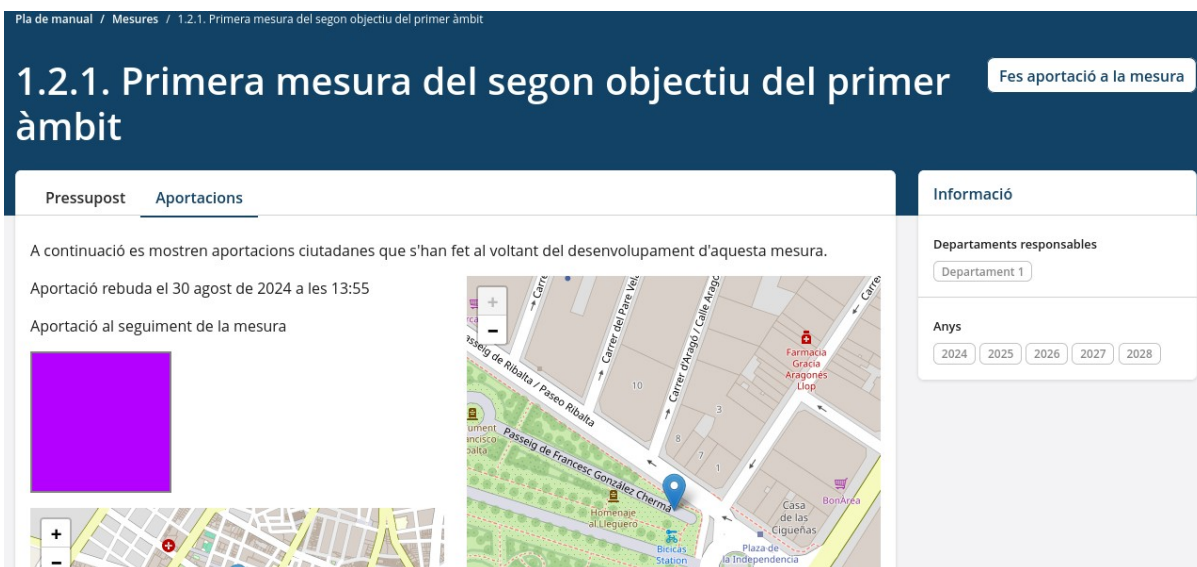 Pla de manual / Mesures / 1.2.1. Primera mesura del segon objectiu del primer àmbit
1.2.1. Primera mesura del segon objectiu del primer
àmbit
Fes aportació a la mesura
Pressupost
Aportacions
A continuació es mostren aportacions ciutadanes que s'han fet al voltant del desenvolupament d'aquesta mesura.
Aportació rebuda el 30 agost de 2024 a les 13:55
Aportació al seguiment de la mesura
+
−
Carrer del Pare
Carrer d'Aragó / Calle
Passeig de Ribalta / Paseo Ribalta
Farmacia
Gracia
Aragonés
Llop
10
3
8
7
1
Passeig de Francesc González Chermá
Homenaje
al Lleguero
Bicicas
Station
BonÀrea
Casa
de las
Cigueñas
Plaza de
la Independencia
+
−
Informació
Departaments responsables
Departament 1
Anys
2024
2025
2026
2027
2028